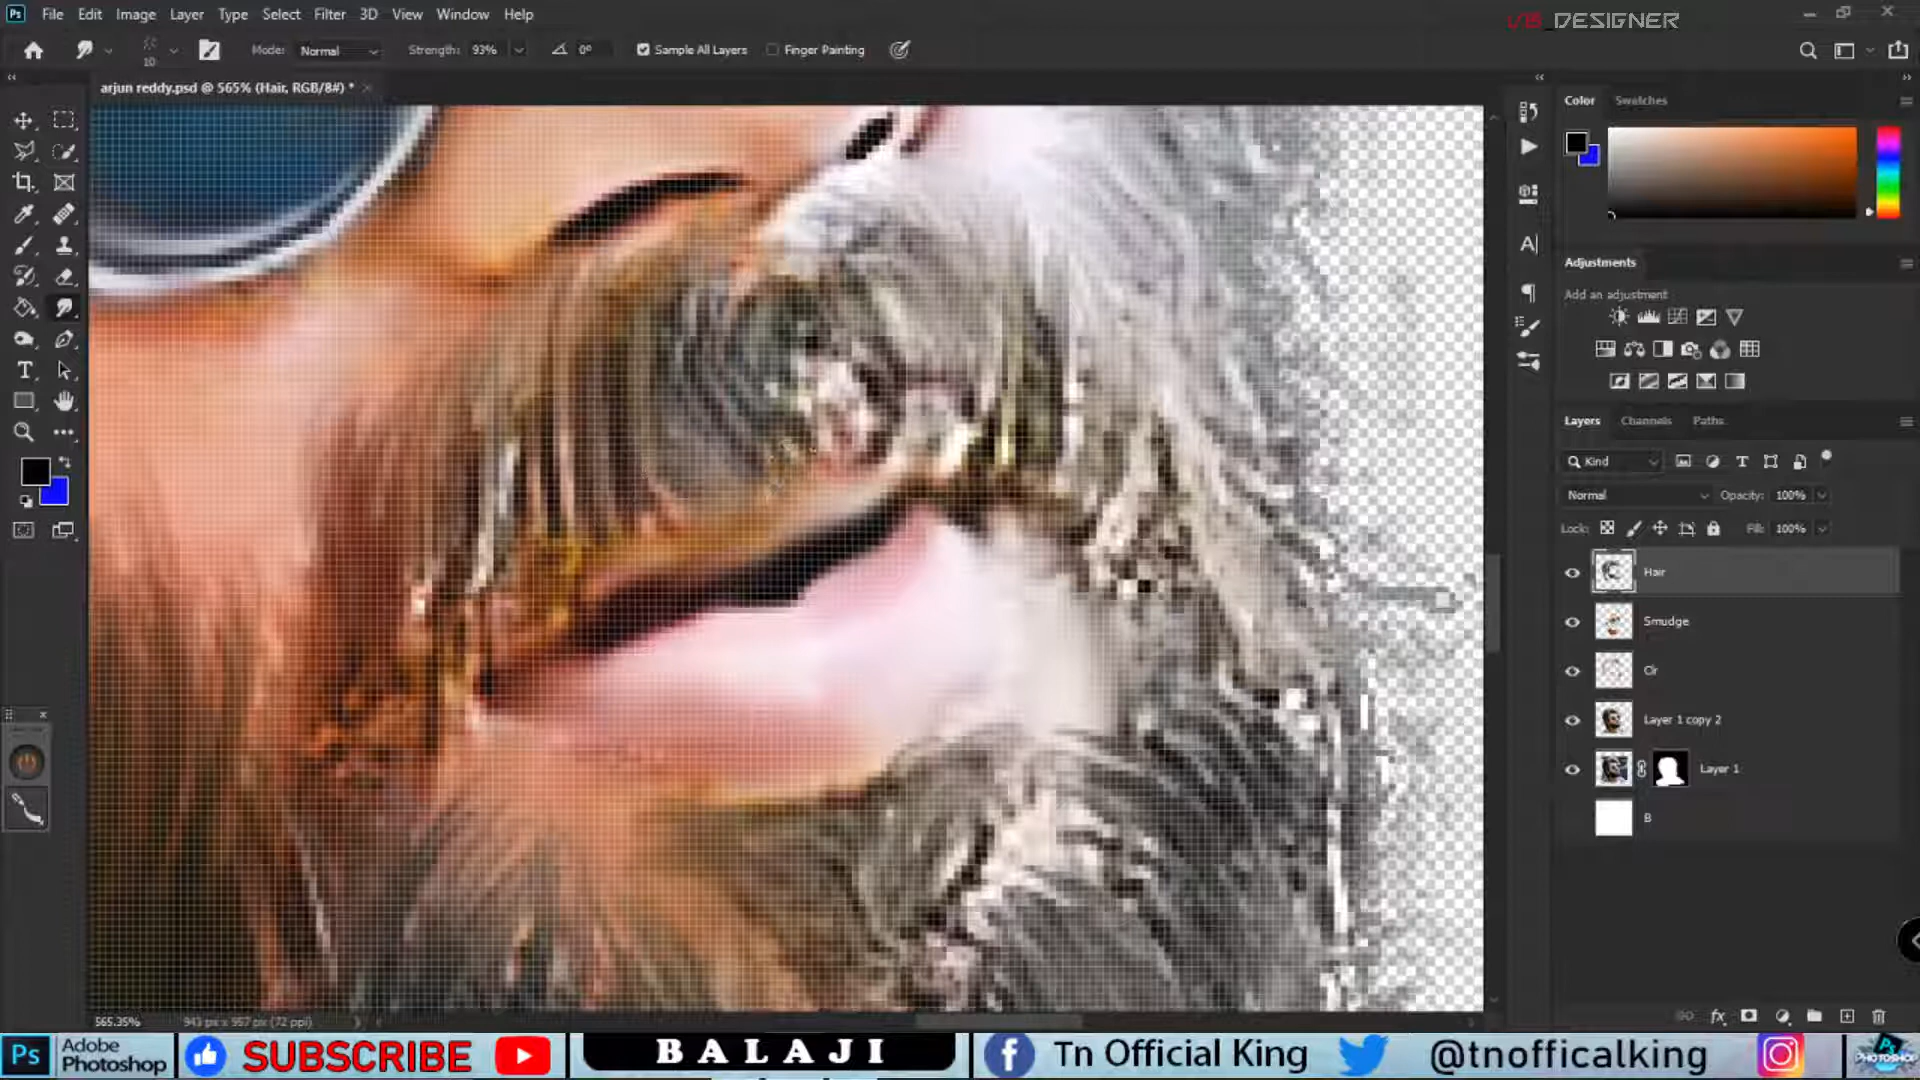 Ps File Edit Image Layer Type Select Filter 3D View Window Help
VB_DESIGNER
10 Mode: Normal Strength: 93% 0° Sample All Layers Finger Painting
arjun reddy.psd @ 565% (Hair, RGB/8#) *
Color Swatches
Adjustments
Add an adjustment
Layers Channels Paths
Kind
Normal Opacity: 100%
Lock: Fill: 100%
Hair
Smudge
Clr
Layer 1 copy 2
Layer 1
B
565.35% 943 px x 957 px (72 ppi)
Ps Adobe Photoshop SUBSCRIBE BALAJI Tn Official King @tnofficalking